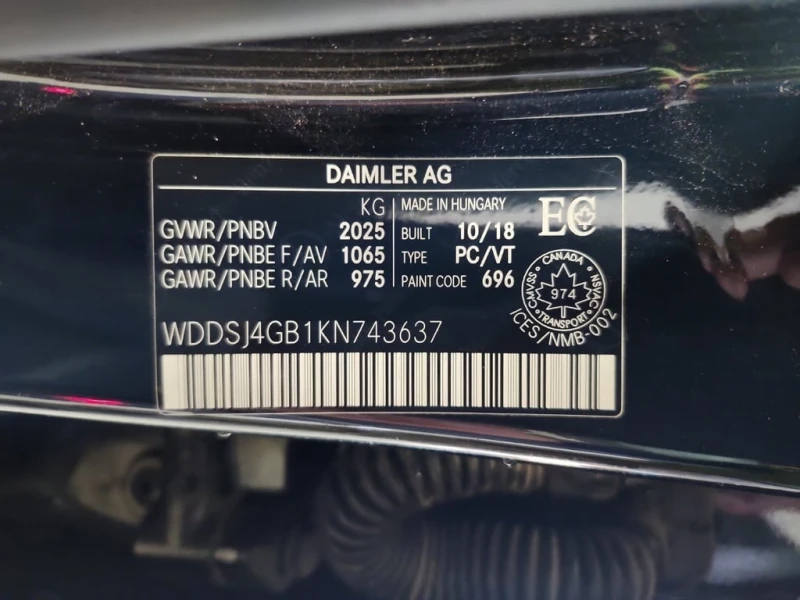 DAIMLER AG
KG
GVWR/PNBV 2025
GAWR/PNBE F/AV 1065
GAWR/PNBE R/AR 975
MADE IN HUNGARY
BUILT 10/18
TYPE PC/VT
PAINT CODE 696
EC
CANADA
CMVSS 974 NSVAC
TRANSPORT
ICES/NMB-002
WDDSJ4GB1KN743637